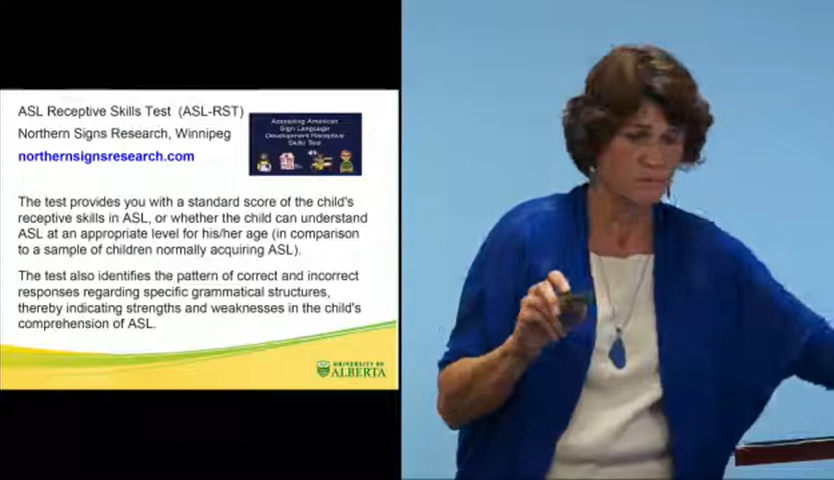 ASL Receptive Skills Test (ASL-RST)
Northern Signs Research, Winnipeg
northernsignsresearch.com
Assessing American
Sign Language
Development Receptive
Skills Test
The test provides you with a standard score of the child's
receptive skills in ASL, or whether the child can understand
ASL at an appropriate level for his/her age (in comparison
to a sample of children normally acquiring ASL).
The test also identifies the pattern of correct and incorrect
responses regarding specific grammatical structures,
thereby indicating strengths and weaknesses in the child's
comprehension of ASL.
UNIVERSITY OF
ALBERTA